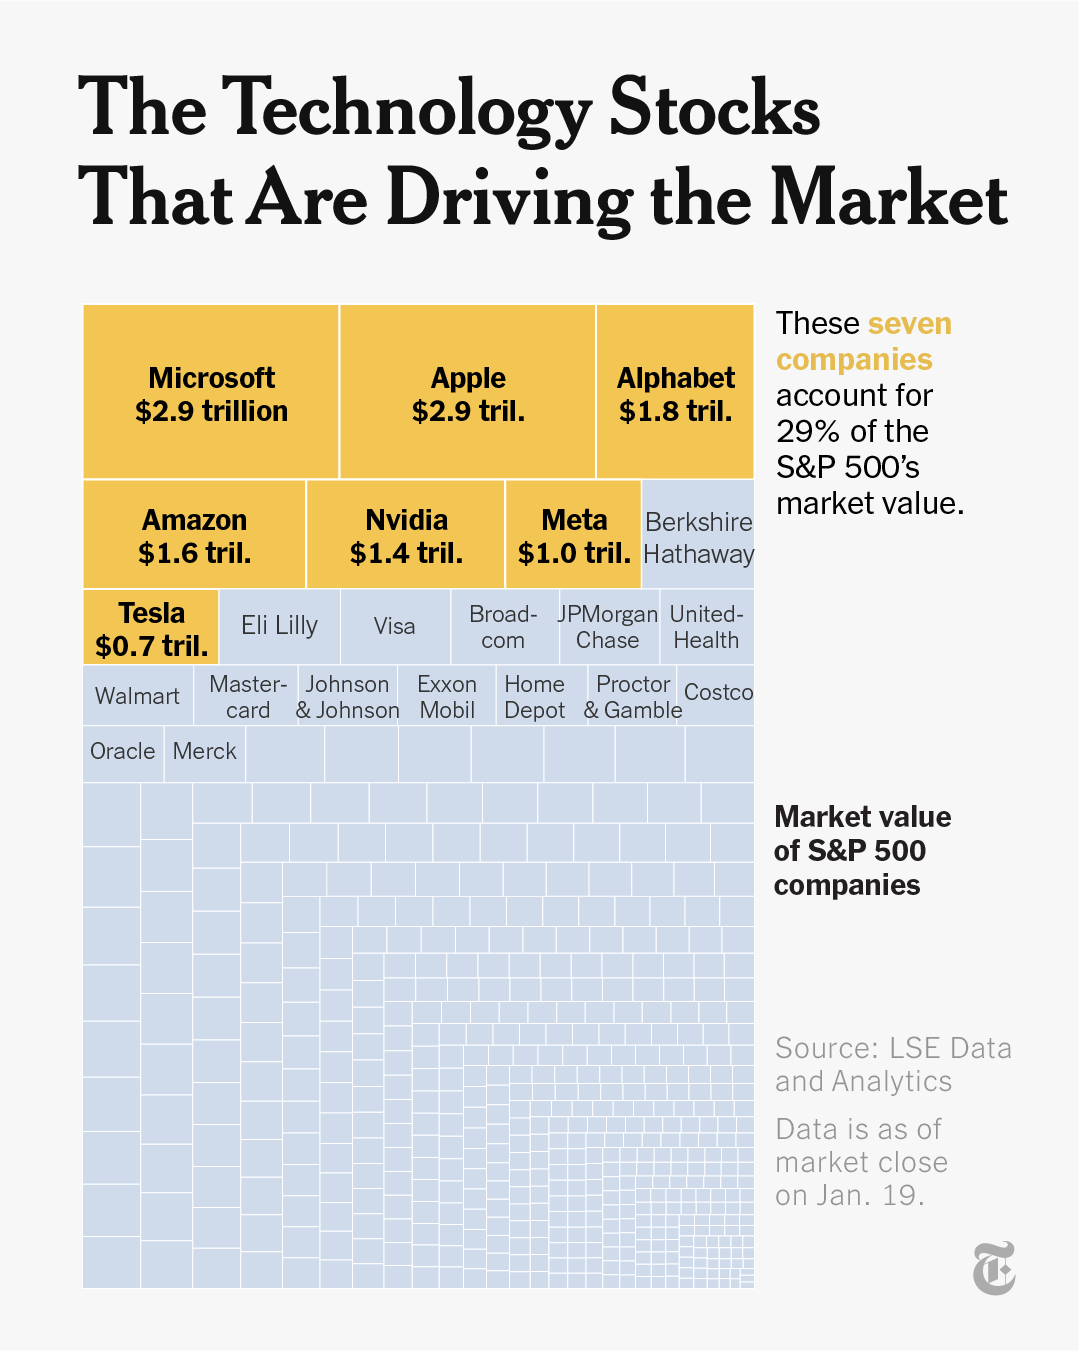 The Technology Stocks
That Are Driving the Market
Microsoft
$2.9 trillion
Apple
$2.9 tril.
Alphabet
$1.8 tril.
These seven
companies
account for
29% of the
S&P 500’s
market value.
Amazon
$1.6 tril.
Nvidia
$1.4 tril.
Meta
$1.0 tril.
Berkshire
Hathaway
Tesla
$0.7 tril.
Eli Lilly
Visa
Broad-
com
JPMorgan
Chase
United-
Health
Walmart
Master-
card
Johnson
& Johnson
Exxon
Mobil
Home
Depot
Proctor
& Gamble
Costco
Oracle
Merck
Market value
of S&P 500
companies
Source: LSE Data
and Analytics
Data is as of
market close
on Jan. 19.
T